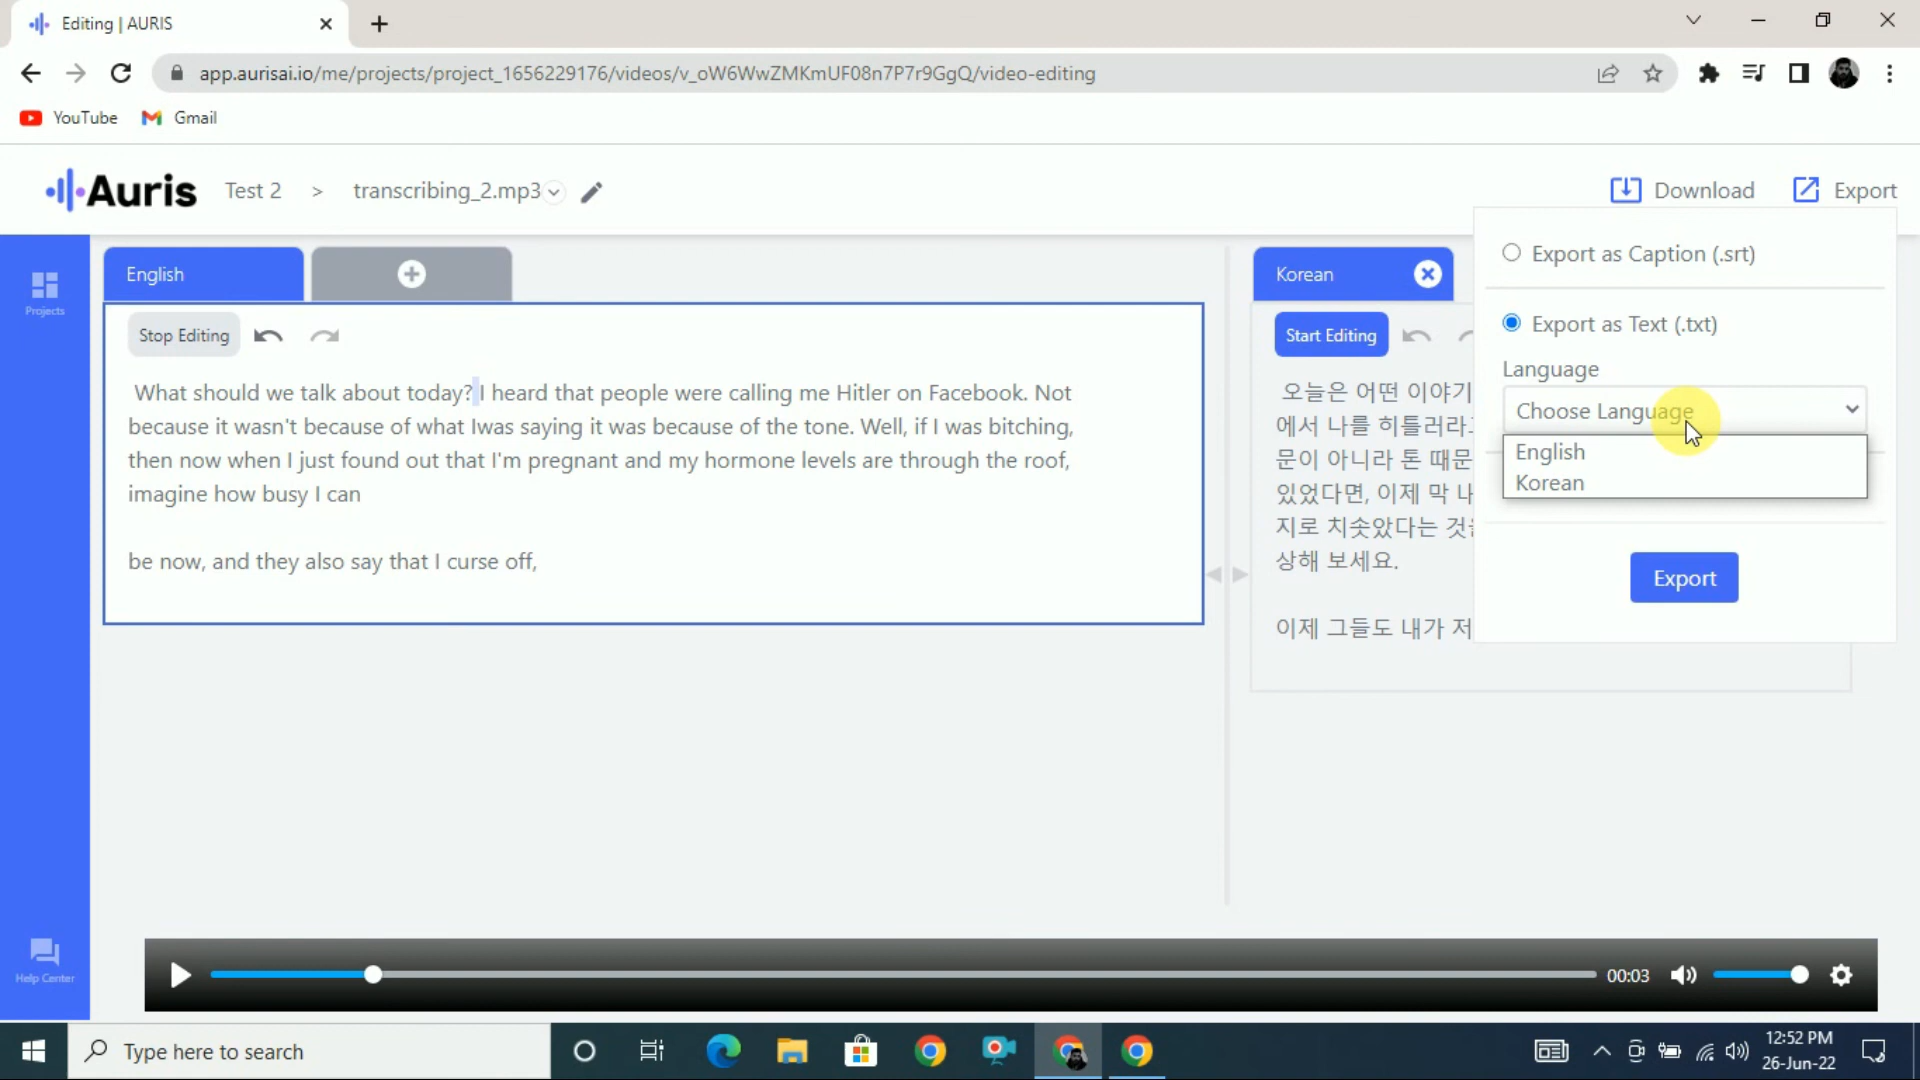 Editing | AURIS
app.aurisai.io/me/projects/project_1656229176/videos/v_oW6WwZMKmUF08n7P7r9GgQ/video-editing
YouTube
Gmail
Auris
Test 2 > transcribing_2.mp3
Download
Export
Projects
English
Stop Editing
What should we talk about today? I heard that people were calling me Hitler on Facebook. Not
because it wasn't because of what Iwas saying it was because of the tone. Well, if I was bitching,
then now when I just found out that I'm pregnant and my hormone levels are through the roof,
imagine how busy I can
be now, and they also say that I curse off,
Korean
Start Editing
오늘은 어떤 이야기
에서 나를 히틀러라고
문이 아니라 톤 때문
있었다면, 이제 막 내
지로 치솟았다는 것을
상해 보세요.
이제 그들도 내가 저
Export as Caption (.srt)
Export as Text (.txt)
Language
Choose Language
English
Korean
Export
Help Center
00:03
Type here to search
12:52 PM
26-Jun-22